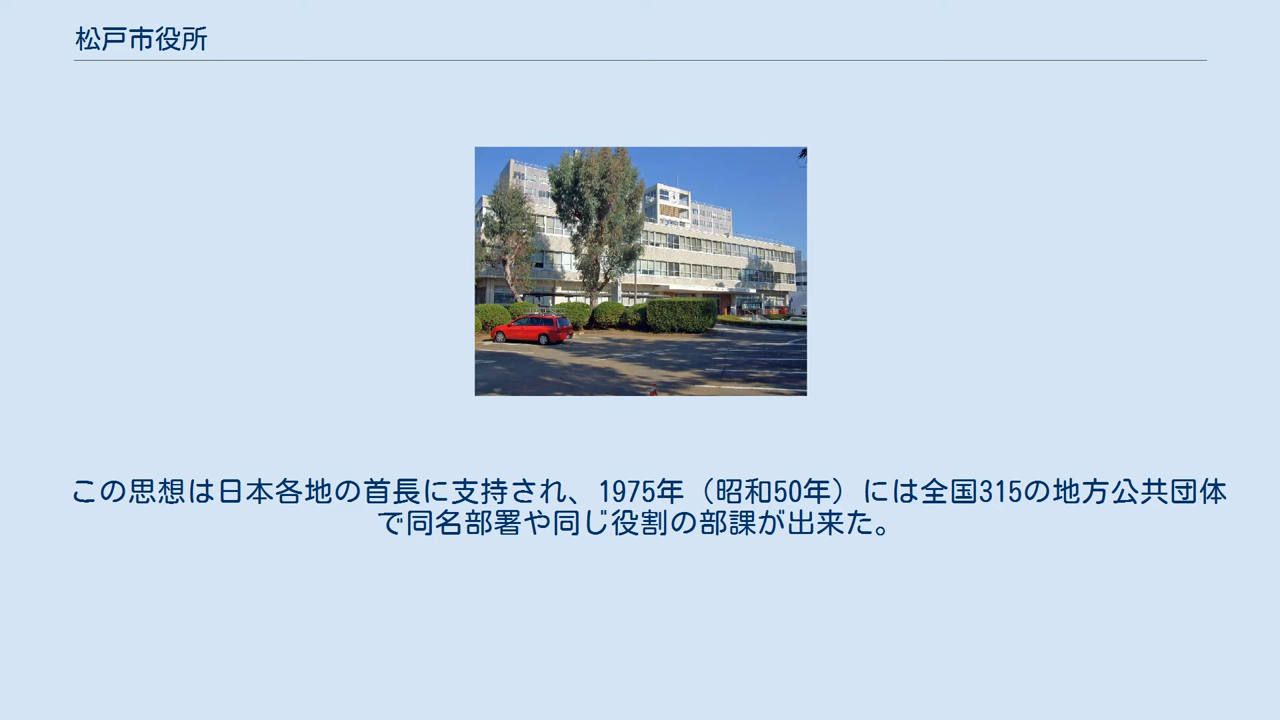 松戸市役所
この思想は日本各地の首長に支持され、1975年（昭和50年）には全国315の地方公共団体
で同名部署や同じ役割の部課が出来た。